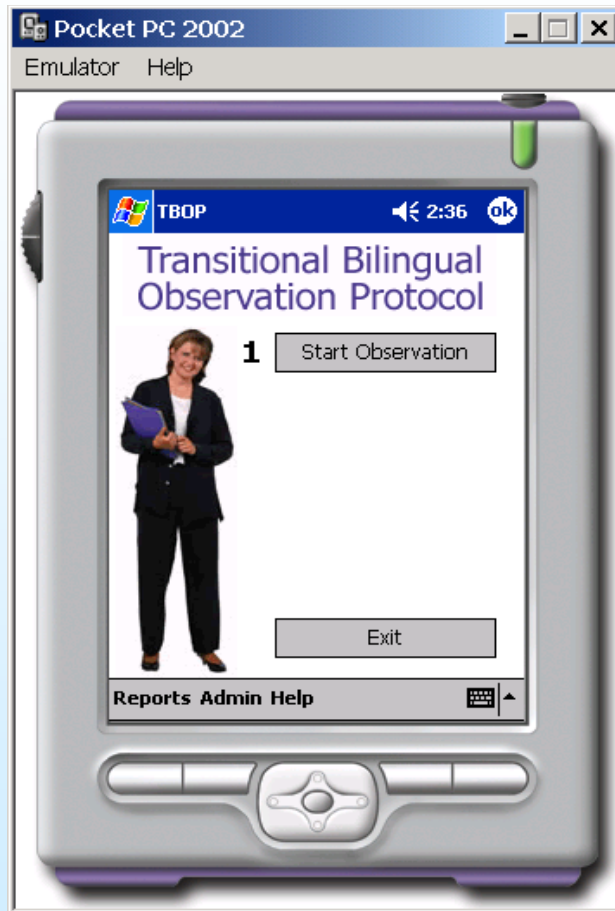 Pocket PC 2002
Emulator Help
TBOP 2:36 ok
Transitional Bilingual
Observation Protocol
1 Start Observation
Exit
Reports Admin Help